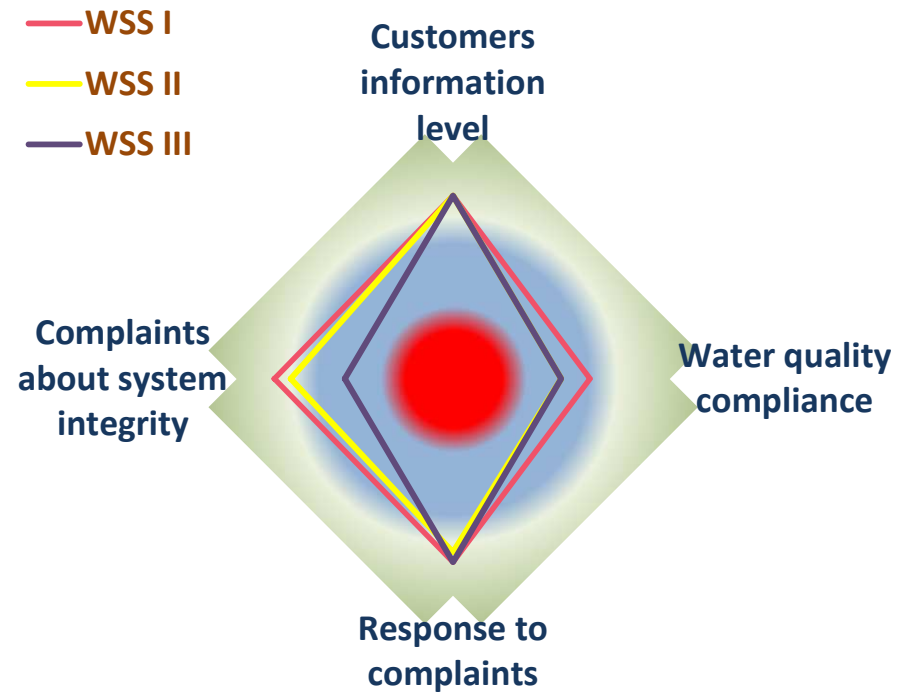 WSS I
WSS II
WSS III
Customers
information
level
Complaints
about system
integrity
Water quality
compliance
Response to
complaints